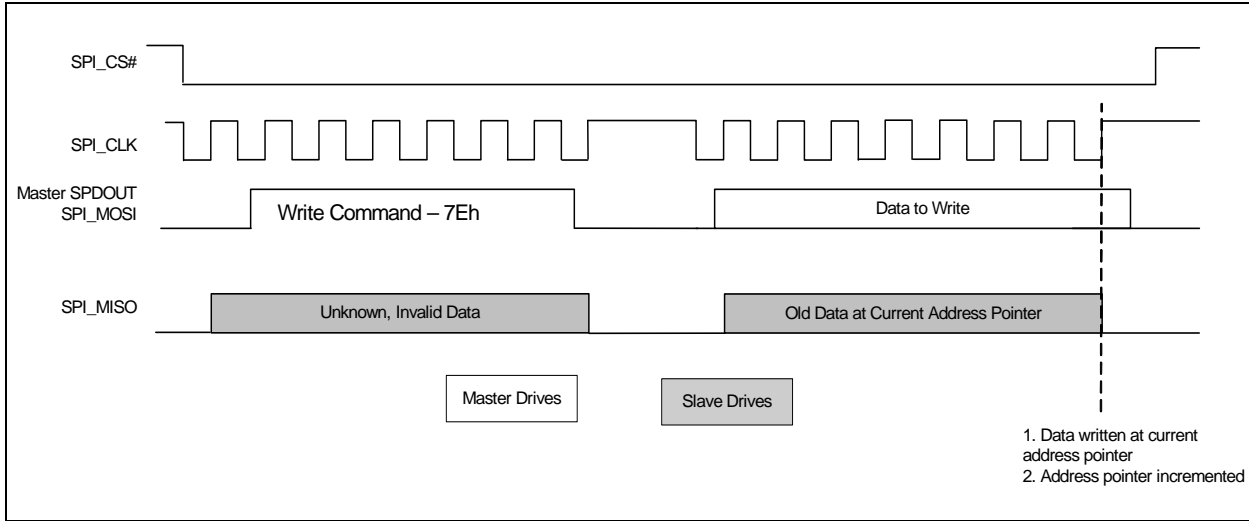 SPI_CS#
SPI_CLK
Master SPDOUT
SPI_MOSI
Write Command – 7Eh
Data to Write
SPI_MISO
Unknown, Invalid Data
Old Data at Current Address Pointer
Master Drives
Slave Drives
1. Data written at current
address pointer
2. Address pointer incremented